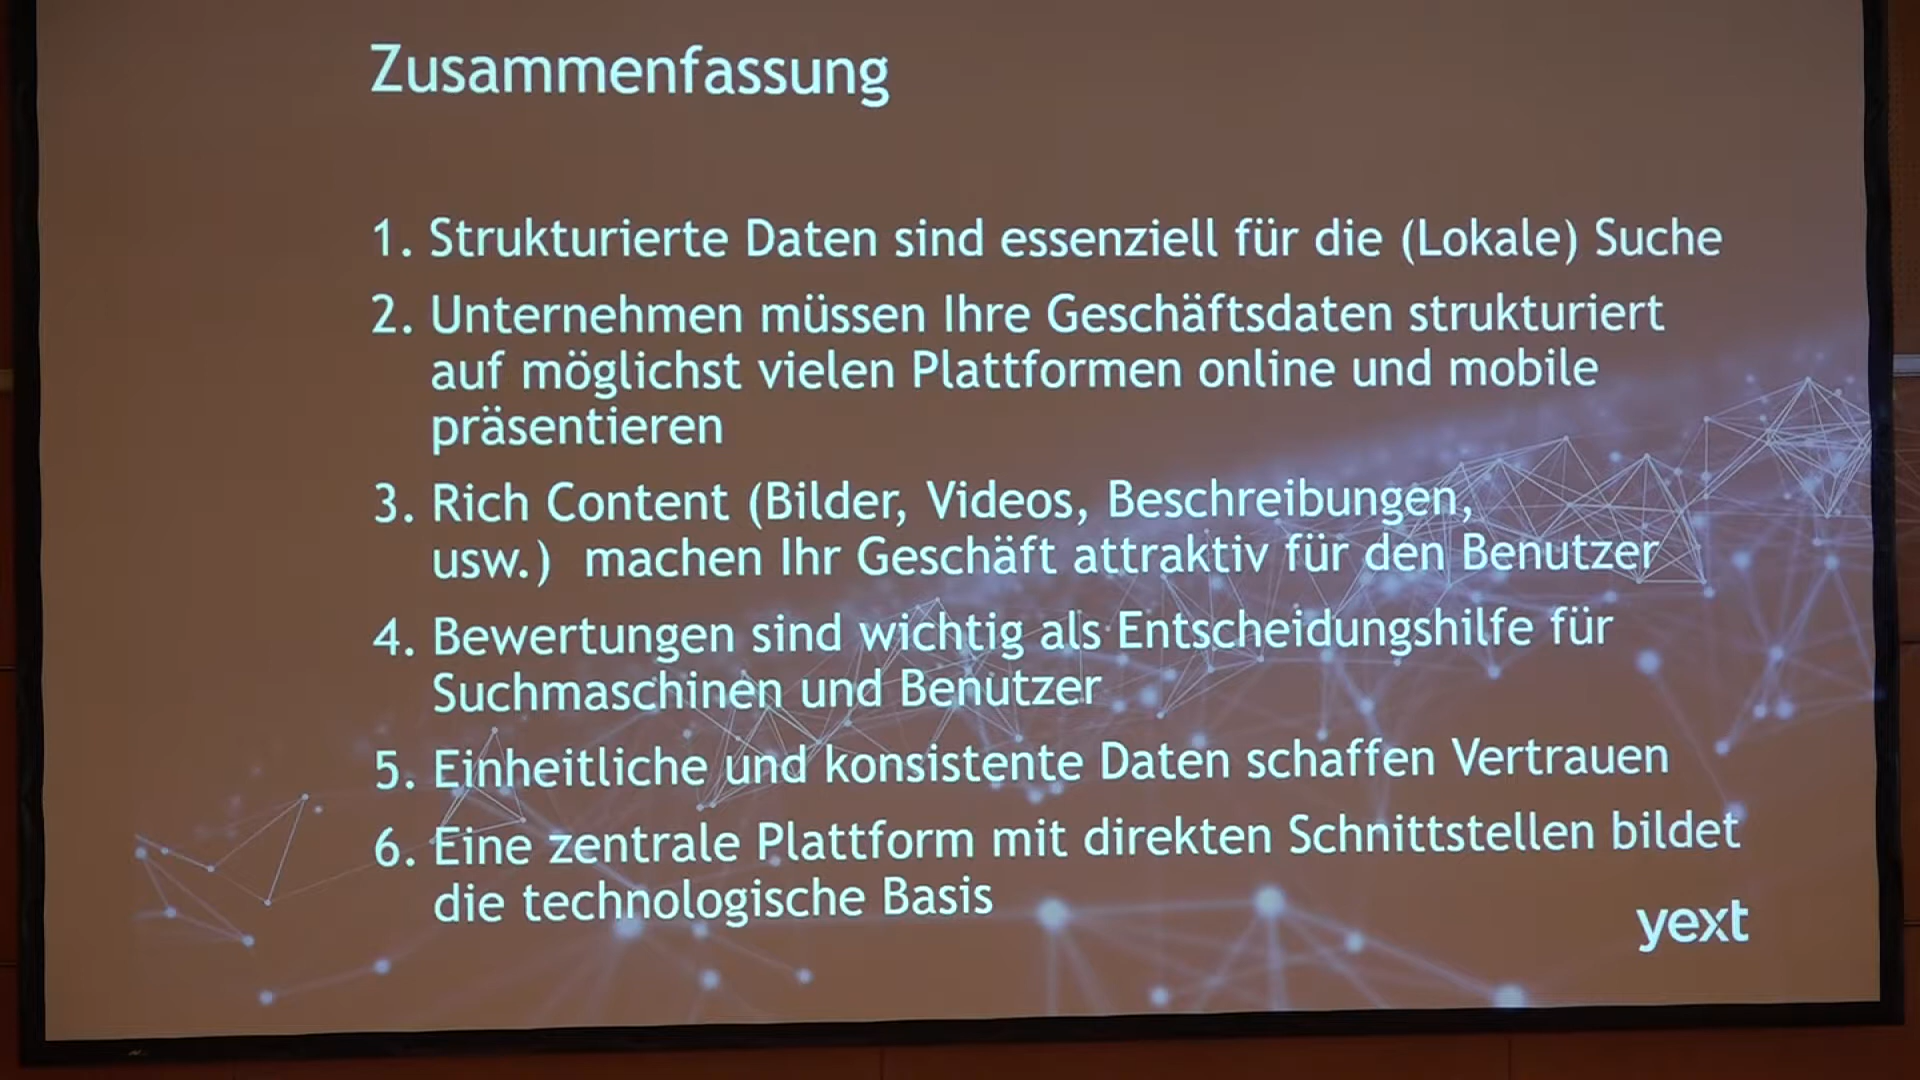 Zusammenfassung
1. Strukturierte Daten sind essenziell für die (Lokale) Suche
2. Unternehmen müssen Ihre Geschäftsdaten strukturiert
auf möglichst vielen Plattformen online und mobile
präsentieren
3. Rich Content (Bilder, Videos, Beschreibungen,
usw.) machen Ihr Geschäft attraktiv für den Benutzer
4. Bewertungen sind wichtig als Entscheidungshilfe für
Suchmaschinen und Benutzer
5. Einheitliche und konsistente Daten schaffen Vertrauen
6. Eine zentrale Plattform mit direkten Schnittstellen bildet
die technologische Basis
yext